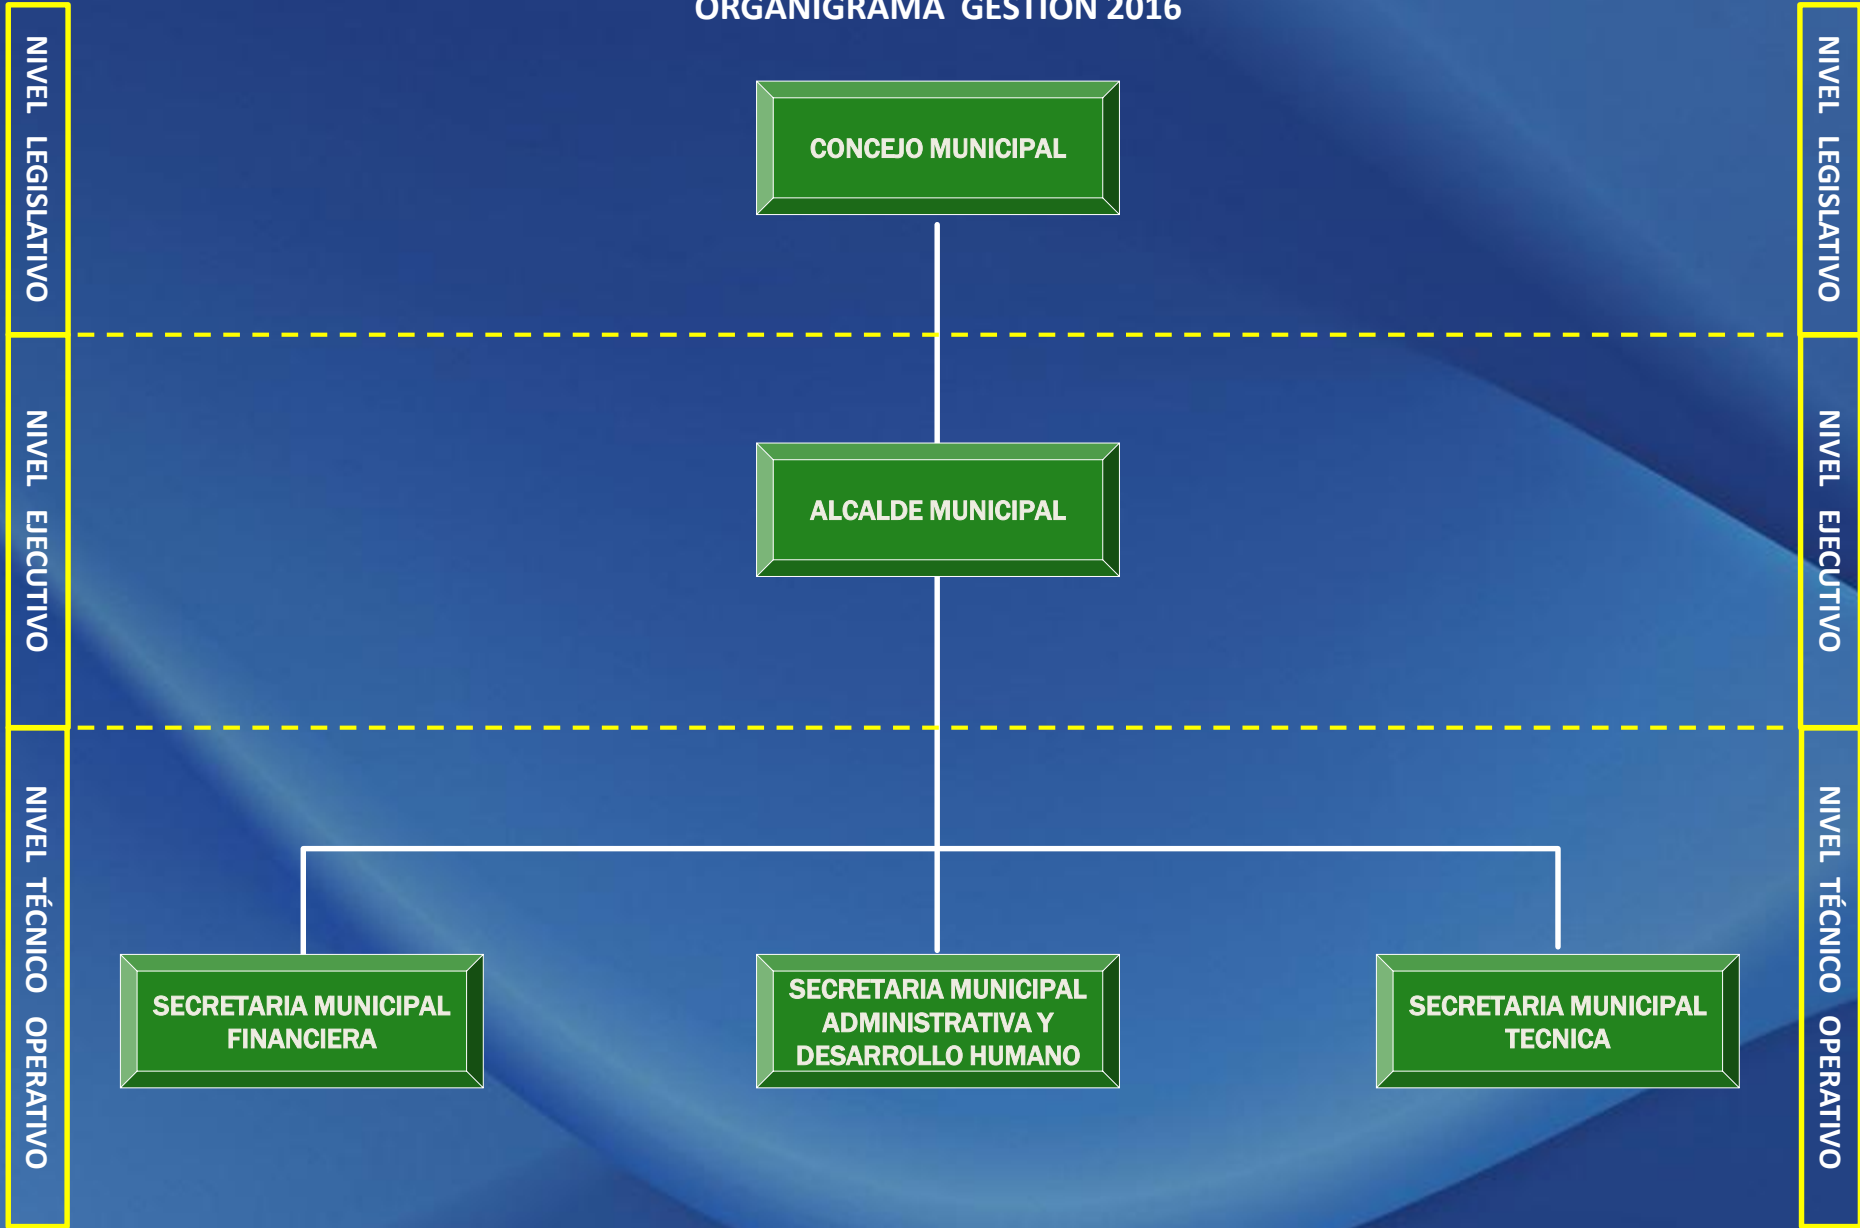 ORGANIGRAMA GESTION 2016
NIVEL LEGISLATIVO
NIVEL LEGISLATIVO
CONCEJO MUNICIPAL
NIVEL EJECUTIVO
NIVEL EJECUTIVO
ALCALDE MUNICIPAL
NIVEL TÉCNICO OPERATIVO
NIVEL TÉCNICO OPERATIVO
SECRETARIA MUNICIPAL
FINANCIERA
SECRETARIA MUNICIPAL
ADMINISTRATIVA Y
DESARROLLO HUMANO
SECRETARIA MUNICIPAL
TECNICA